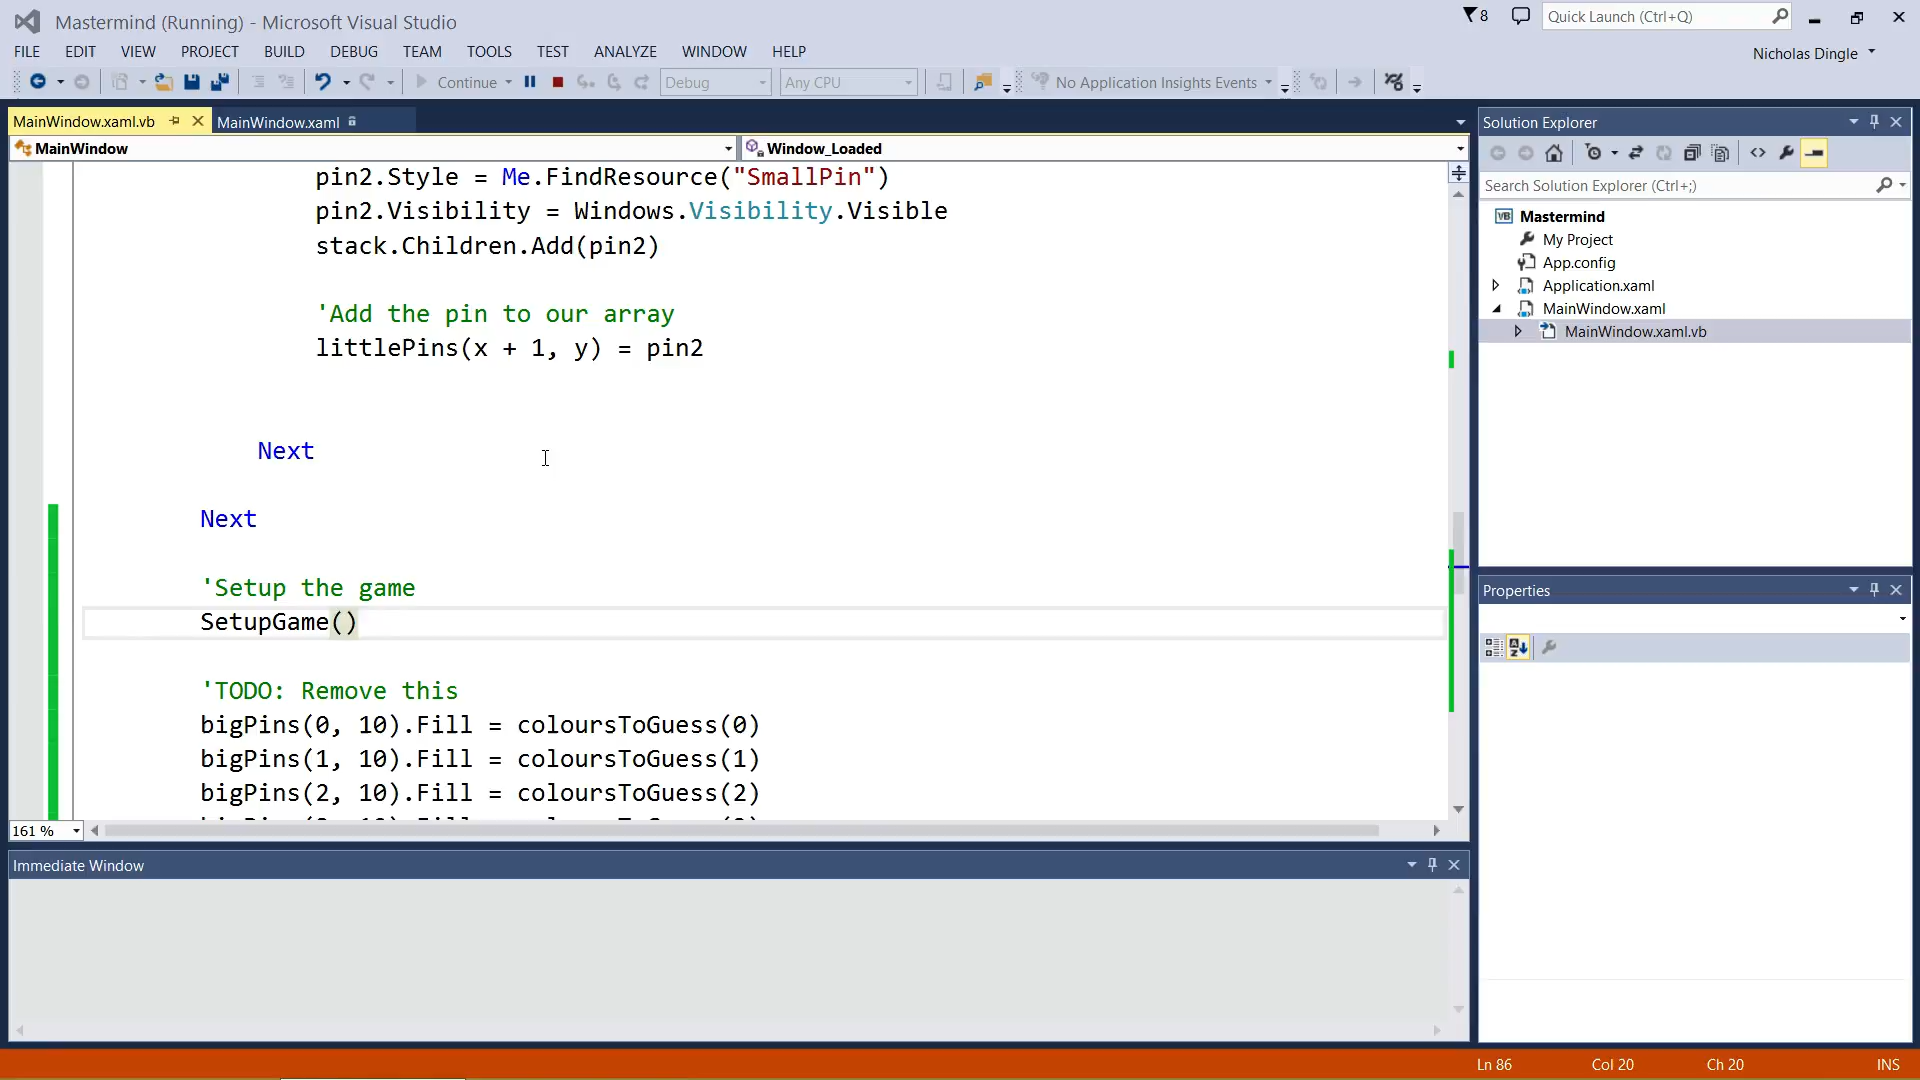 Mastermind (Running) - Microsoft Visual Studio
8
Quick Launch (Ctrl+Q)
FILE EDIT VIEW PROJECT BUILD DEBUG TEAM TOOLS TEST ANALYZE WINDOW HELP
Nicholas Dingle
Continue
Debug
Any CPU
No Application Insights Events
MainWindow.xaml.vb
MainWindow.xaml
MainWindow
Window_Loaded
pin2.Style = Me.FindResource("SmallPin")
pin2.Visibility = Windows.Visibility.Visible
stack.Children.Add(pin2)
'Add the pin to our array
littlePins(x + 1, y) = pin2
Next
Next
'Setup the game
SetupGame()
'TODO: Remove this
bigPins(0, 10).Fill = coloursToGuess(0)
bigPins(1, 10).Fill = coloursToGuess(1)
bigPins(2, 10).Fill = coloursToGuess(2)
161 %
Immediate Window
Solution Explorer
Search Solution Explorer (Ctrl+;)
VB Mastermind
My Project
App.config
Application.xaml
MainWindow.xaml
MainWindow.xaml.vb
Properties
Ln 86
Col 20
Ch 20
INS